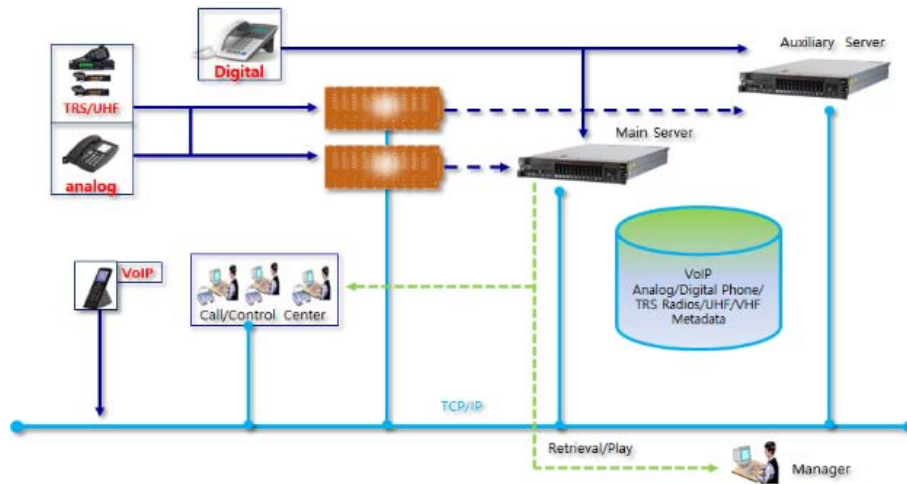 Digital
Auxiliary Server
TRS/UHF
Main Server
analog
VoIP
Call/Control Center
VoIP
Analog/Digital Phone/
TRS Radios/UHF/VHF
Metadata
TCP/IP
Retrieval/Play
Manager